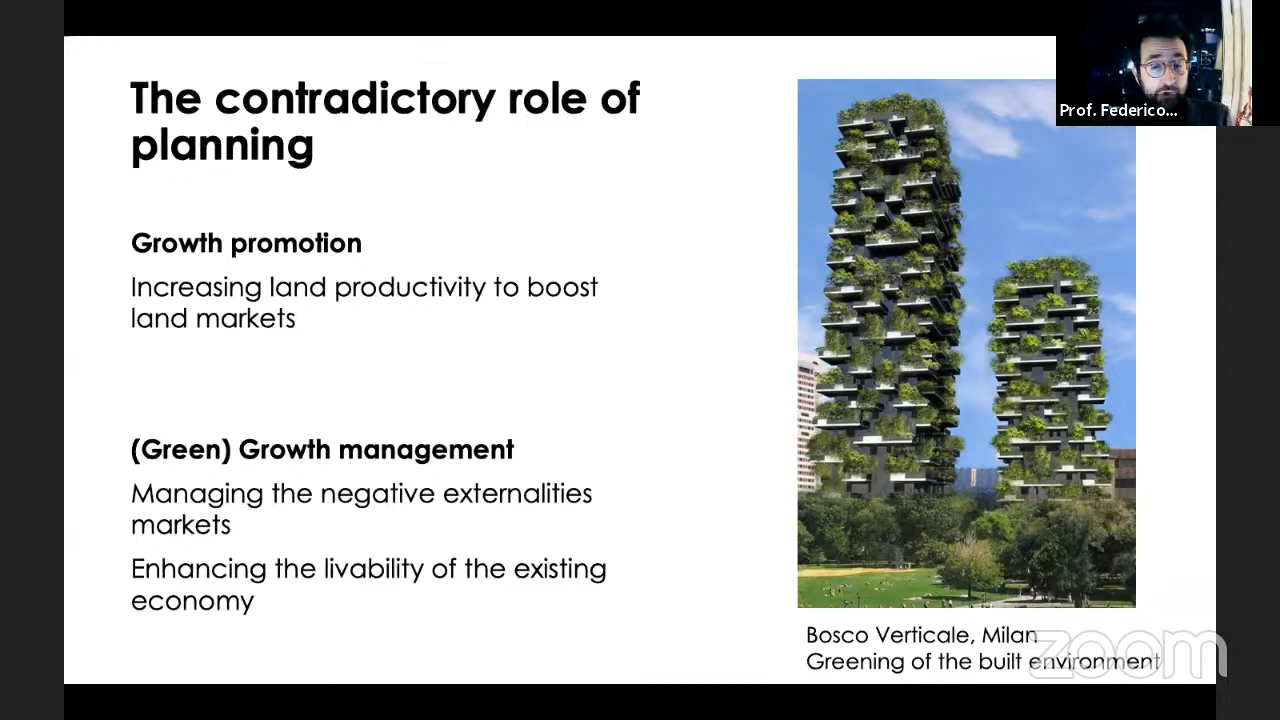 The contradictory role of
planning
Growth promotion
Increasing land productivity to boost
land markets
(Green) Growth management
Managing the negative externalities
markets
Enhancing the livability of the existing
economy
Prof. Federico...
Bosco Verticale, Milan
Greening of the built environment
zoom